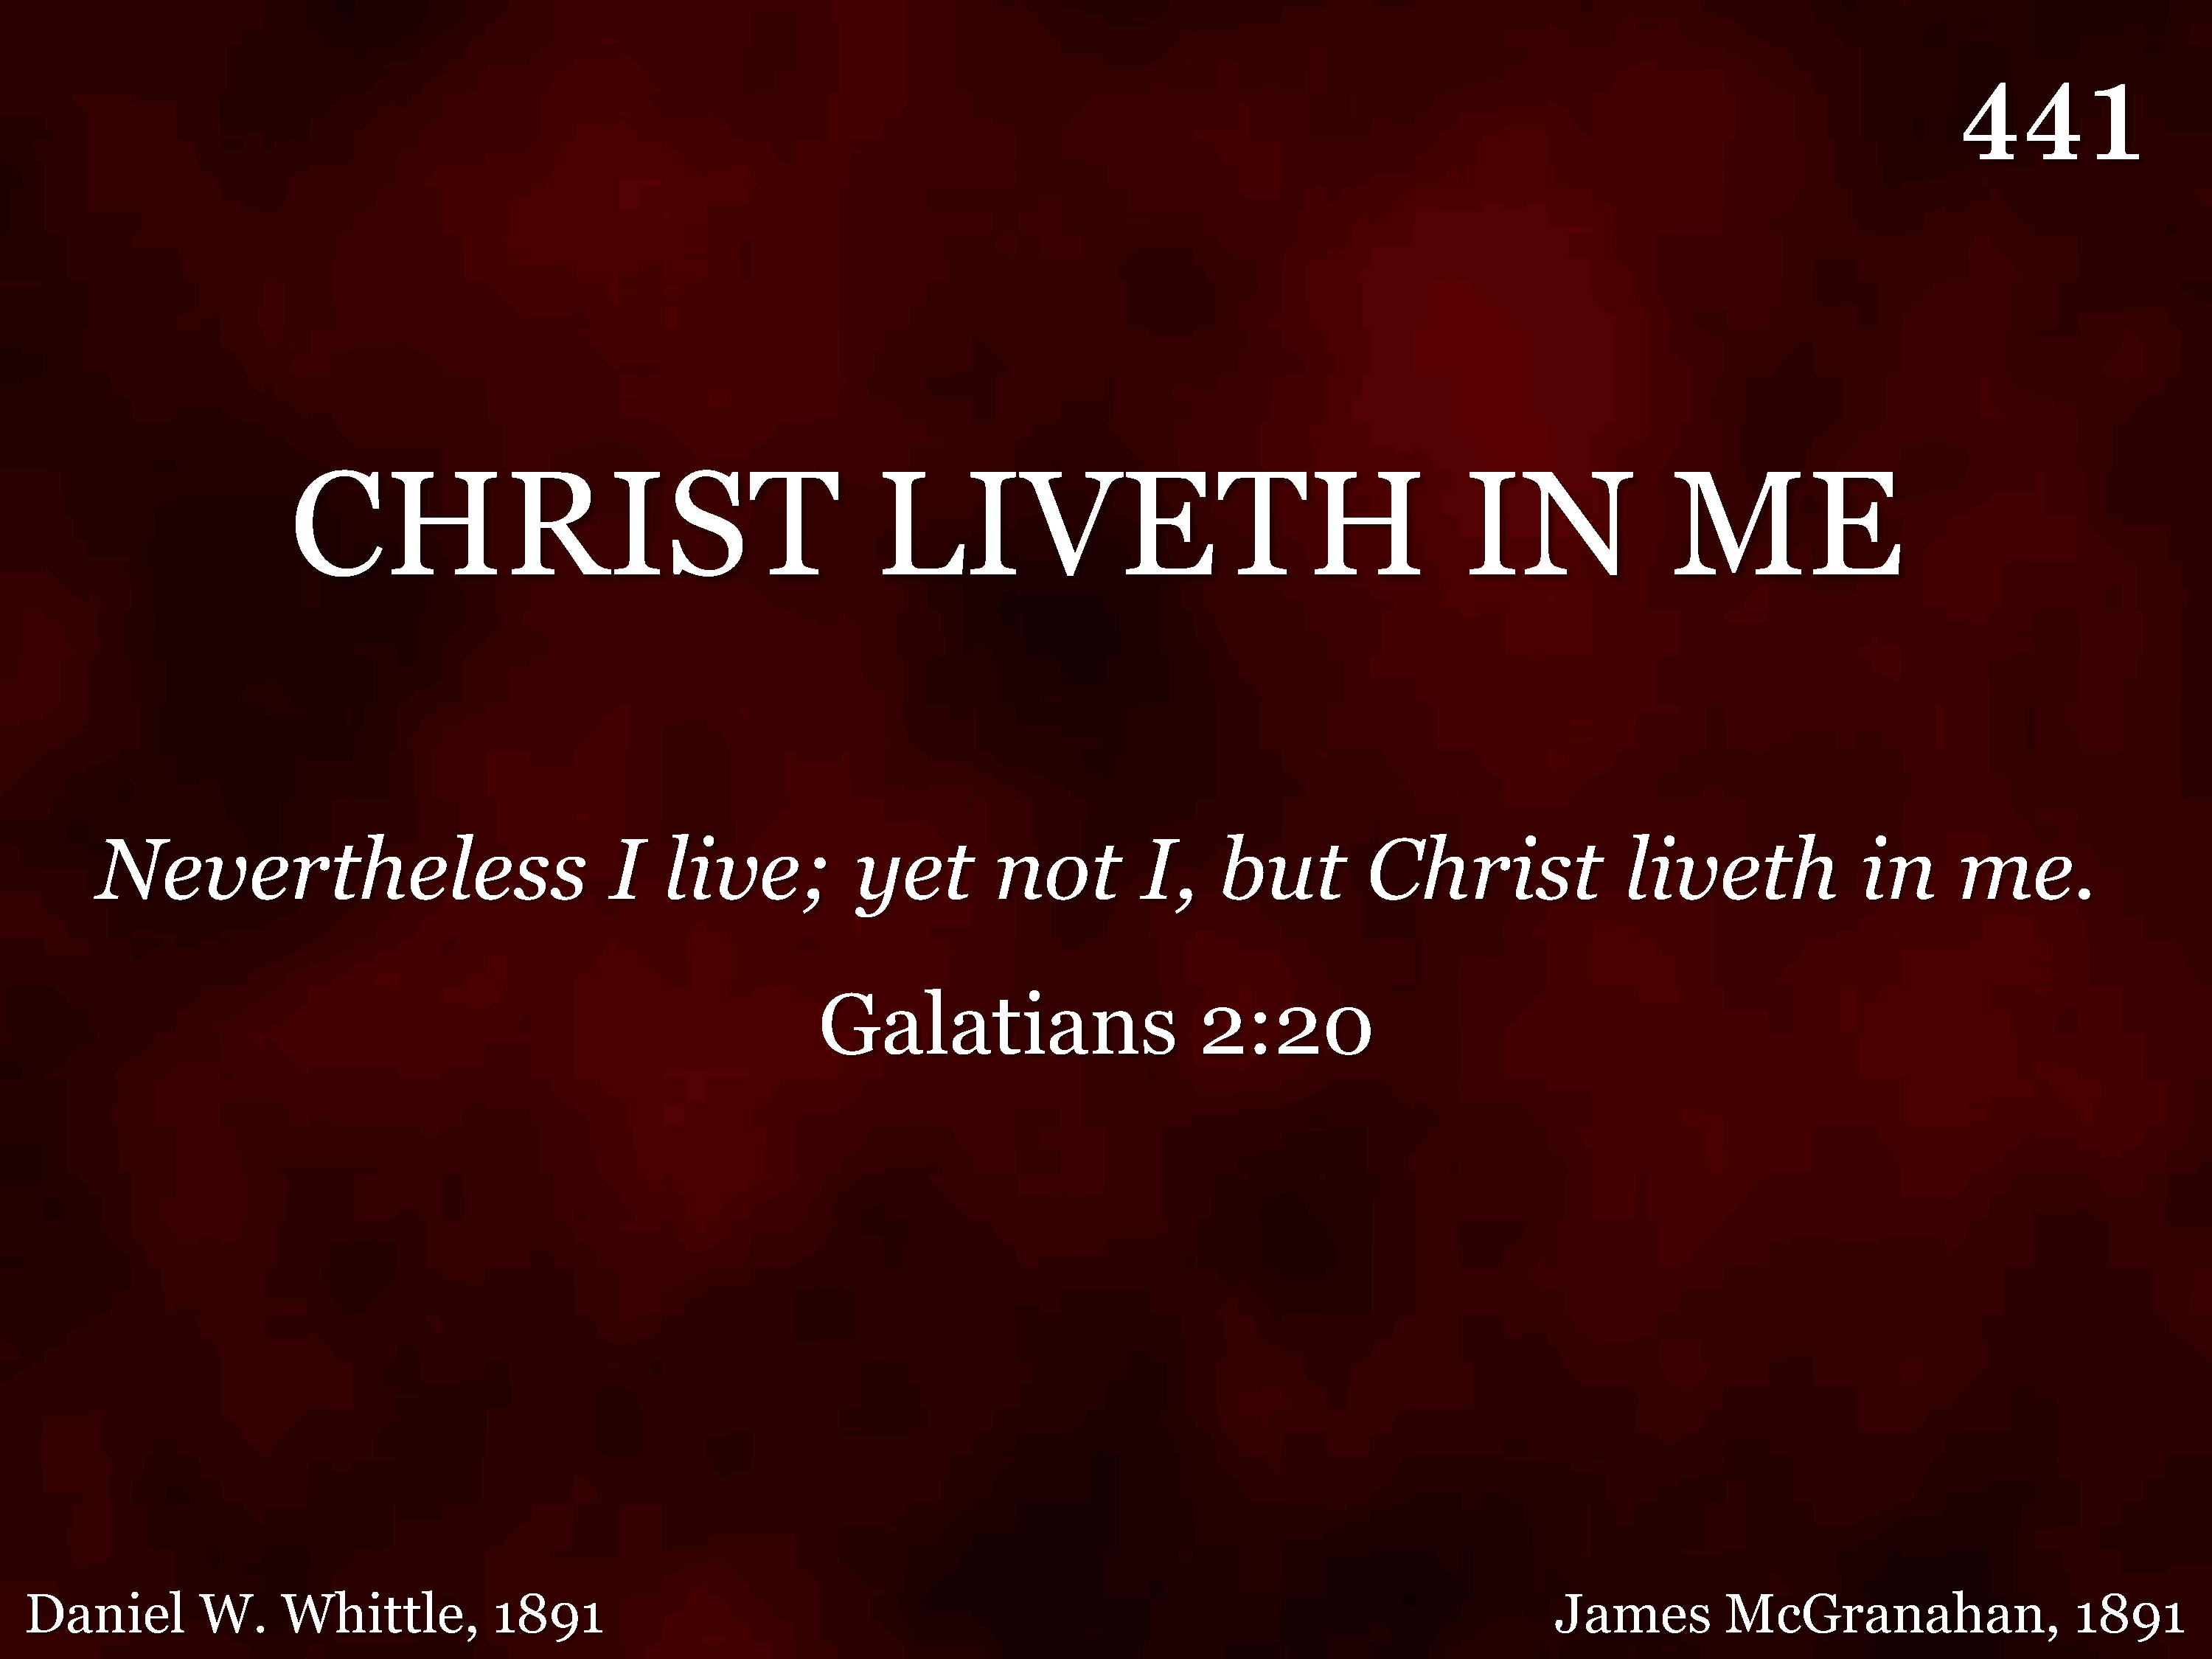 441
CHRIST LIVETH IN ME
Nevertheless I live; yet not I, but Christ liveth in me.
Galatians 2:20
Daniel W. Whittle, 1891
James McGranahan, 1891